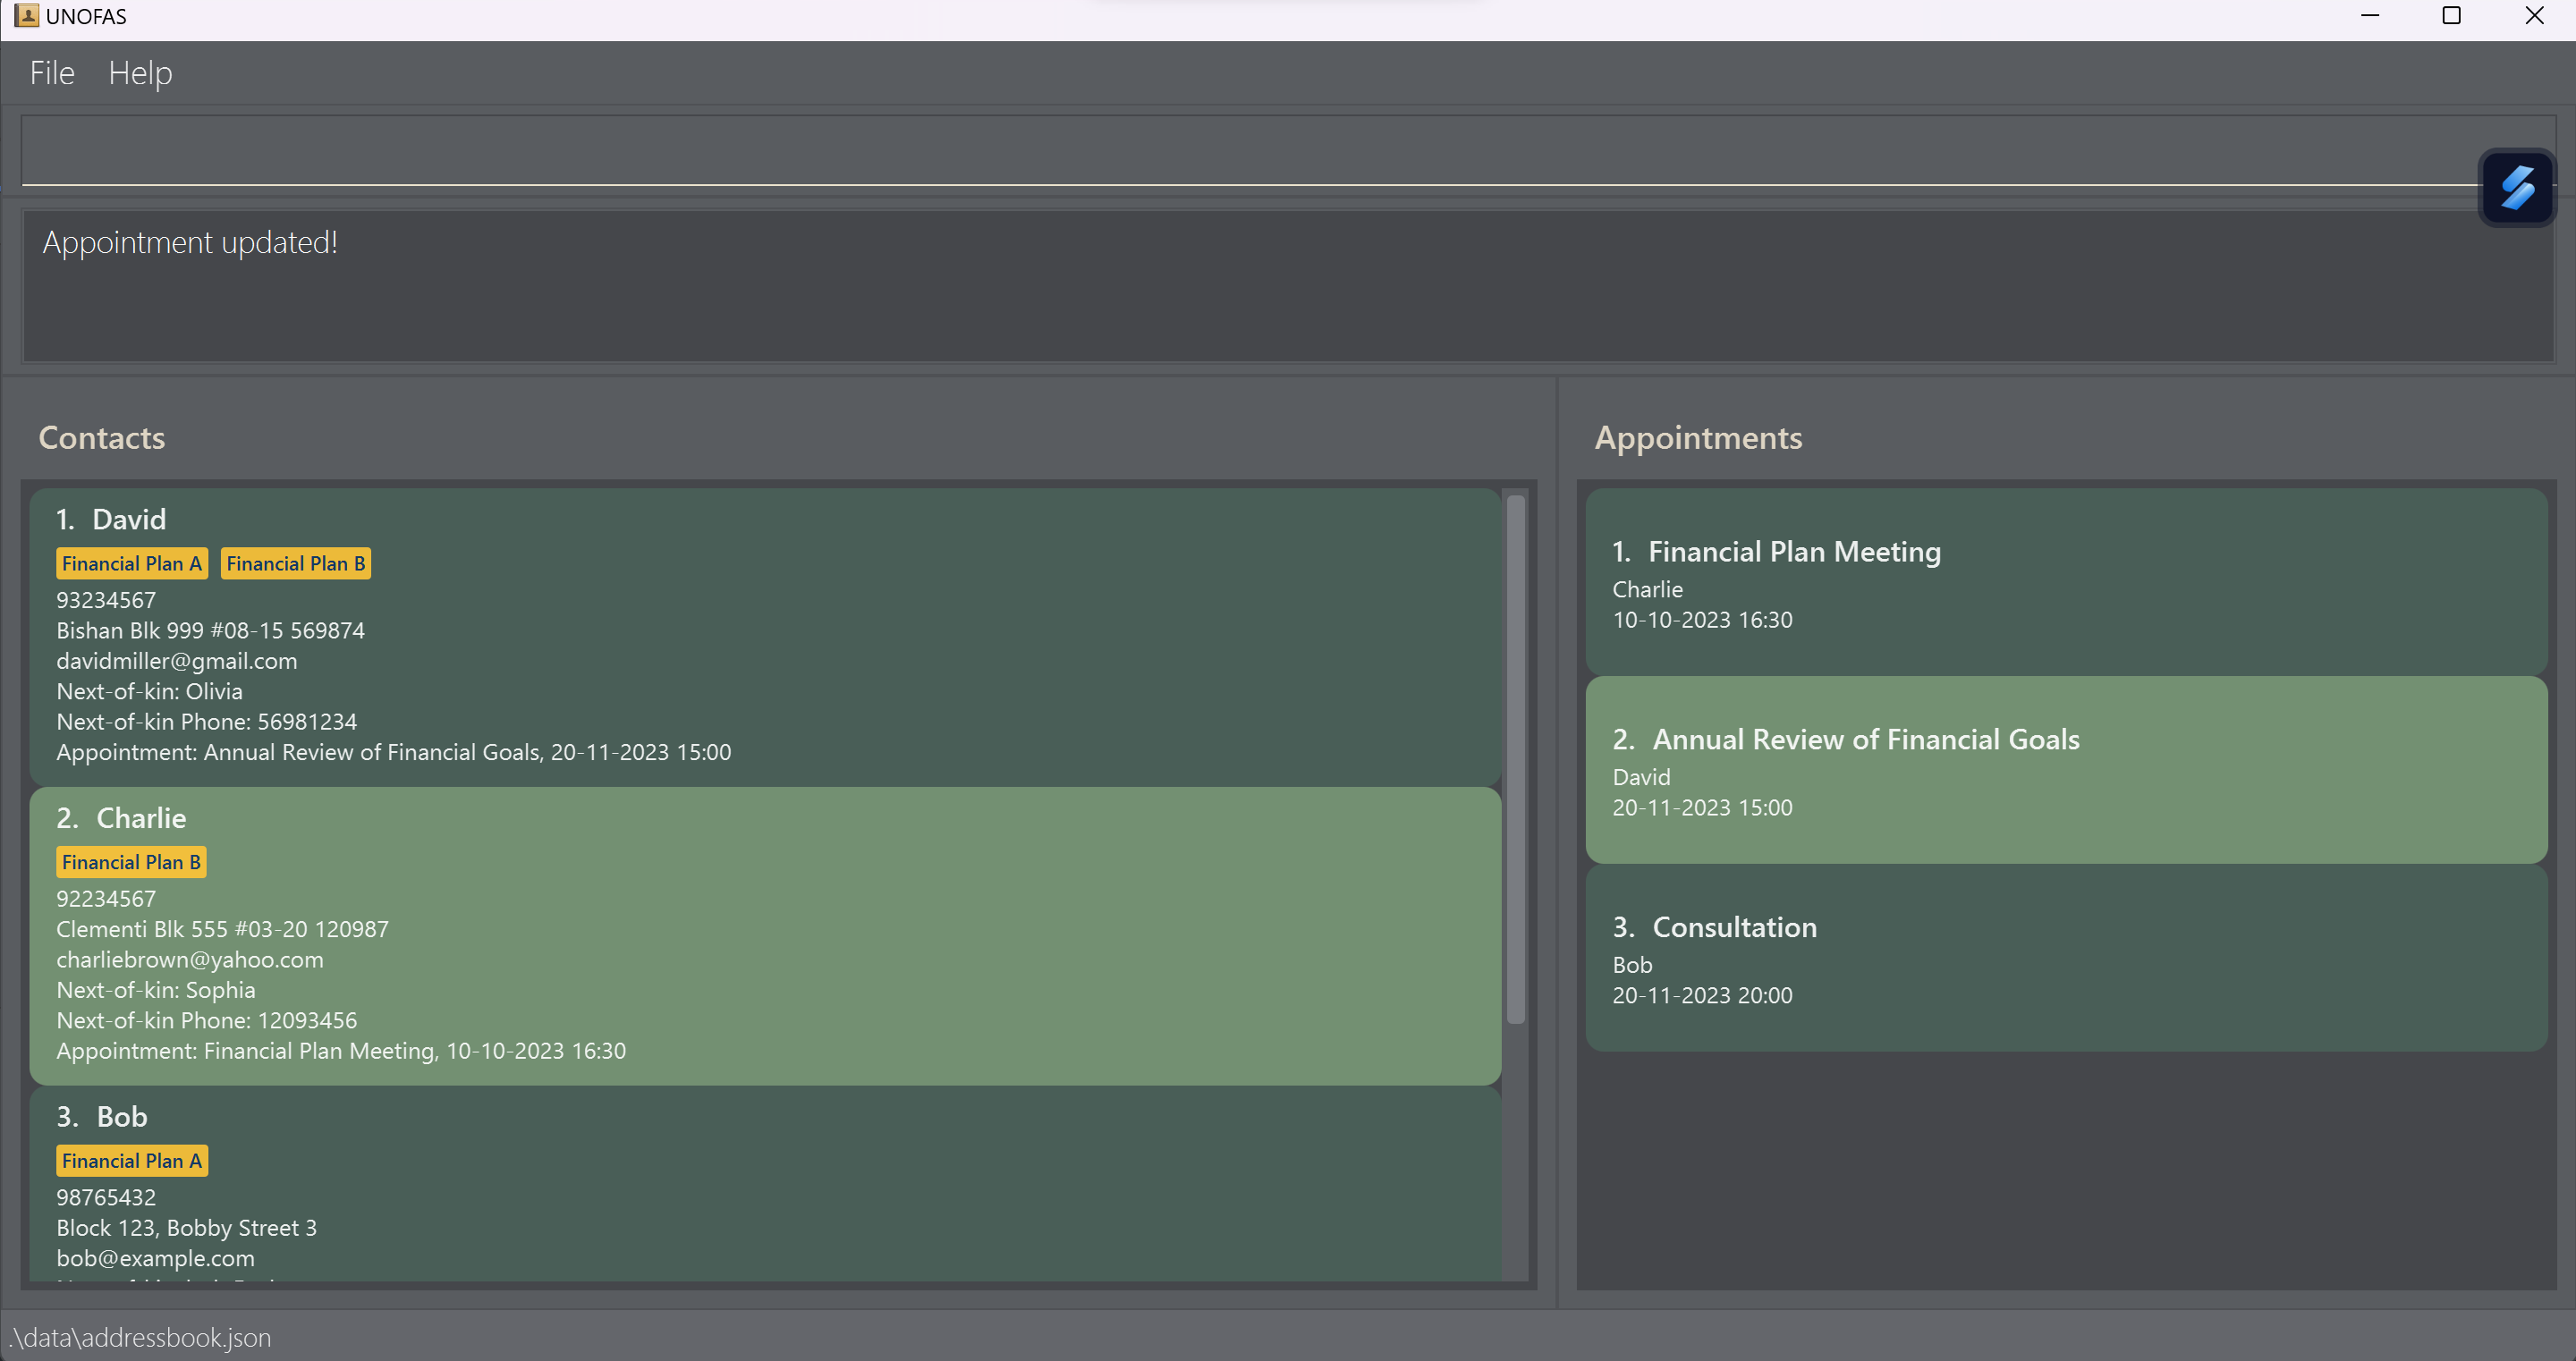 UNOFAS
File Help
Appointment updated!
Contacts
1. David
Financial Plan A Financial Plan B
93234567
Bishan Blk 999 #08-15 569874
davidmiller@gmail.com
Next-of-kin: Olivia
Next-of-kin Phone: 56981234
Appointment: Annual Review of Financial Goals, 20-11-2023 15:00
2. Charlie
Financial Plan B
92234567
Clementi Blk 555 #03-20 120987
charliebrown@yahoo.com
Next-of-kin: Sophia
Next-of-kin Phone: 12093456
Appointment: Financial Plan Meeting, 10-10-2023 16:30
3. Bob
Financial Plan A
98765432
Block 123, Bobby Street 3
bob@example.com
Appointments
1. Financial Plan Meeting
Charlie
10-10-2023 16:30
2. Annual Review of Financial Goals
David
20-11-2023 15:00
3. Consultation
Bob
20-11-2023 20:00
.\data\addressbook.json